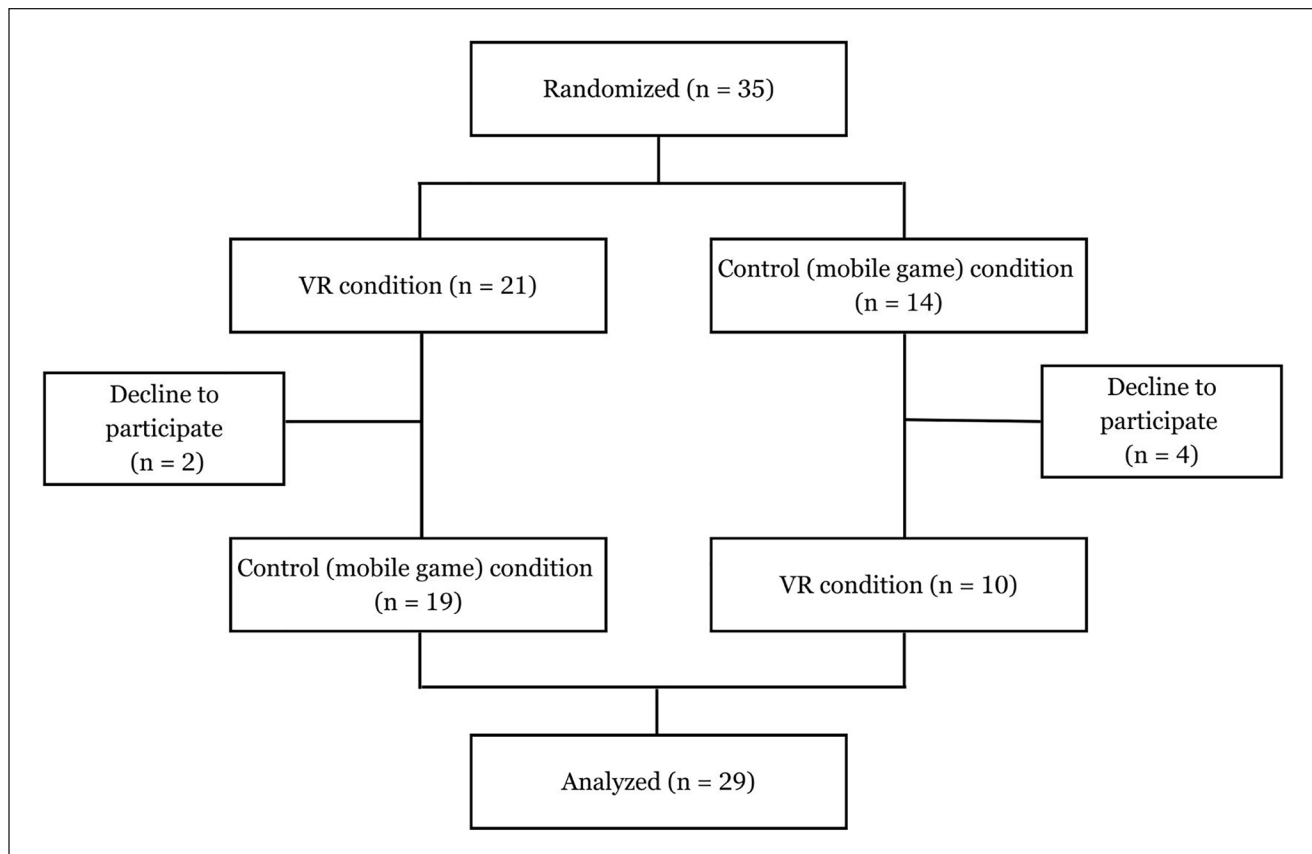 Randomized (n = 35)
VR condition (n = 21)
Control (mobile game) condition
(n = 14)
Decline to
participate
(n = 2)
Decline to
participate
(n = 4)
Control (mobile game) condition
(n = 19)
VR condition (n = 10)
Analyzed (n = 29)